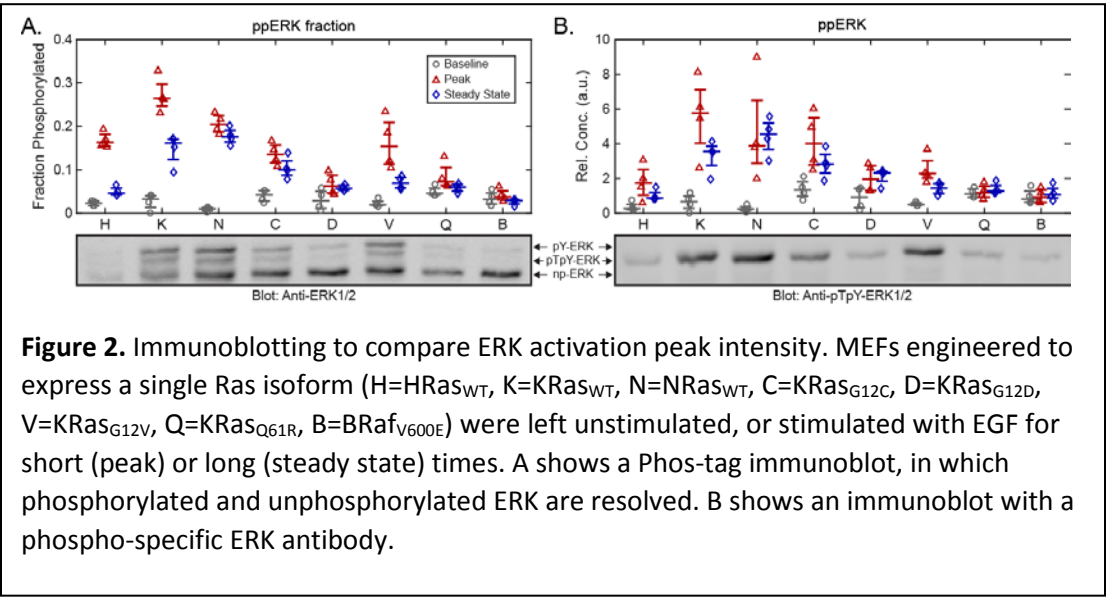 A.
ppERK fraction
Fraction Phosphorylated
0.4
0.3
0.2
0.1
0
Baseline
Peak
Steady State
H K N C D V Q B
Blot: Anti-ERK1/2
pY-ERK
pTpY-ERK
np-ERK
B.
ppERK
Rel. Conc. (a.u.)
10
8
6
4
2
0
H K N C D V Q B
Blot: Anti-pTpY-ERK1/2
Figure 2. Immunoblotting to compare ERK activation peak intensity. MEFs engineered to
express a single Ras isoform (H=HRasWT, K=KRasWT, N=NRasWT, C=KRasG12C, D=KRasG12D,
V=KRasG12V, Q=KRasQ61R, B=BRafV600E) were left unstimulated, or stimulated with EGF for
short (peak) or long (steady state) times. A shows a Phos-tag immunoblot, in which
phosphorylated and unphosphorylated ERK are resolved. B shows an immunoblot with a
phospho-specific ERK antibody.